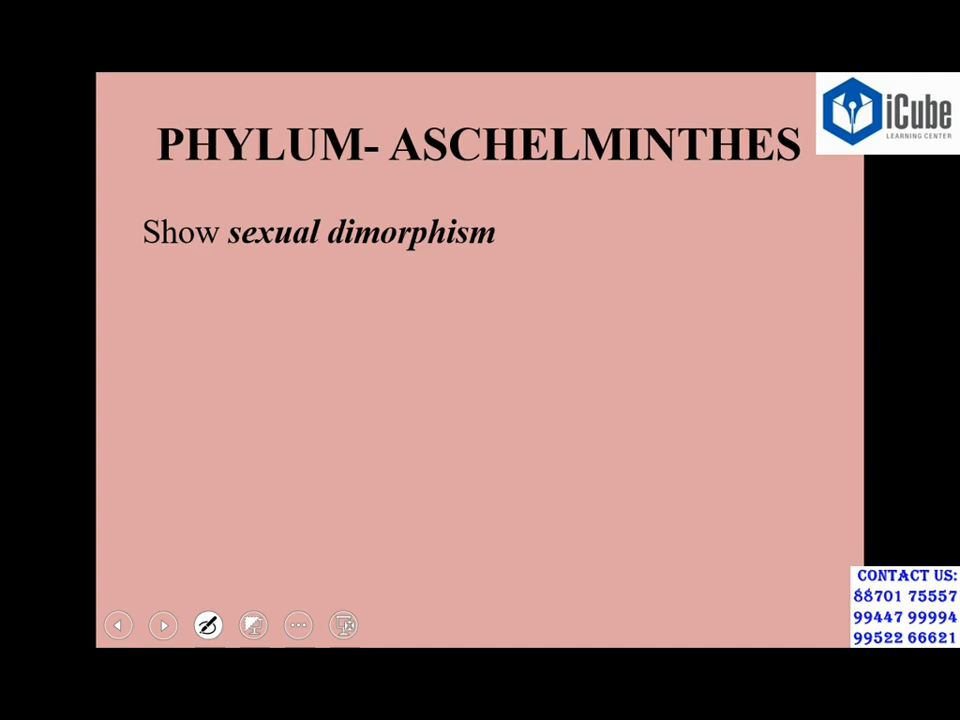 iCube
LEARNING CENTER
PHYLUM- ASCHELMINTHES
Show sexual dimorphism
CONTACT US:
88701 75557
99447 99994
99522 66621